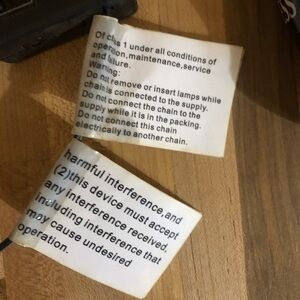 Of class 1 under all conditions of
operation,maintenance,service
and failure.
Warning:
Do not remove or insert lamps while
chain is connected to the supply.
Do not connect the chain to the
supply while it is in the packing.
Do not connect this chain
electrically to another chain.
harmful interference,and
(2)this device must accept
any interference received,
including interference that
may cause undesired
operation.